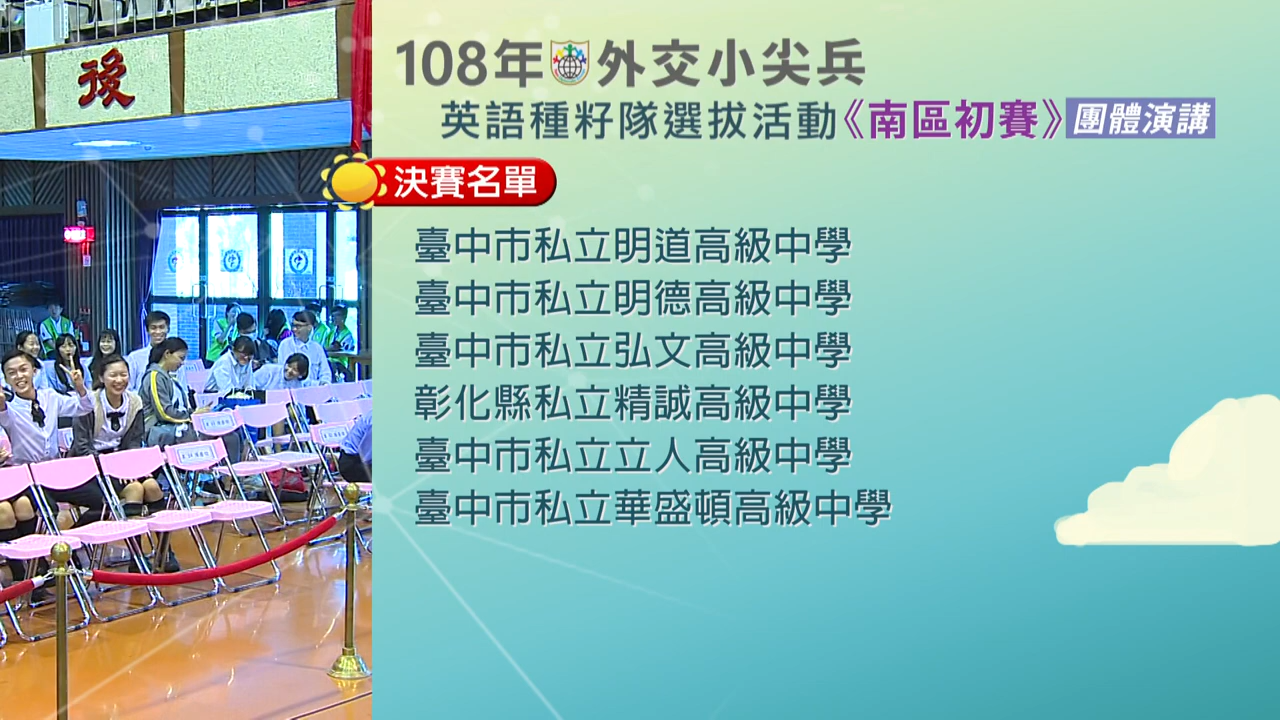 108年外交小尖兵
英語種籽隊選拔活動《南區初賽》團體演講
決賽名單
臺中市私立明道高級中學
臺中市私立明德高級中學
臺中市私立弘文高級中學
彰化縣私立精誠高級中學
臺中市私立立人高級中學
臺中市私立華盛頓高級中學